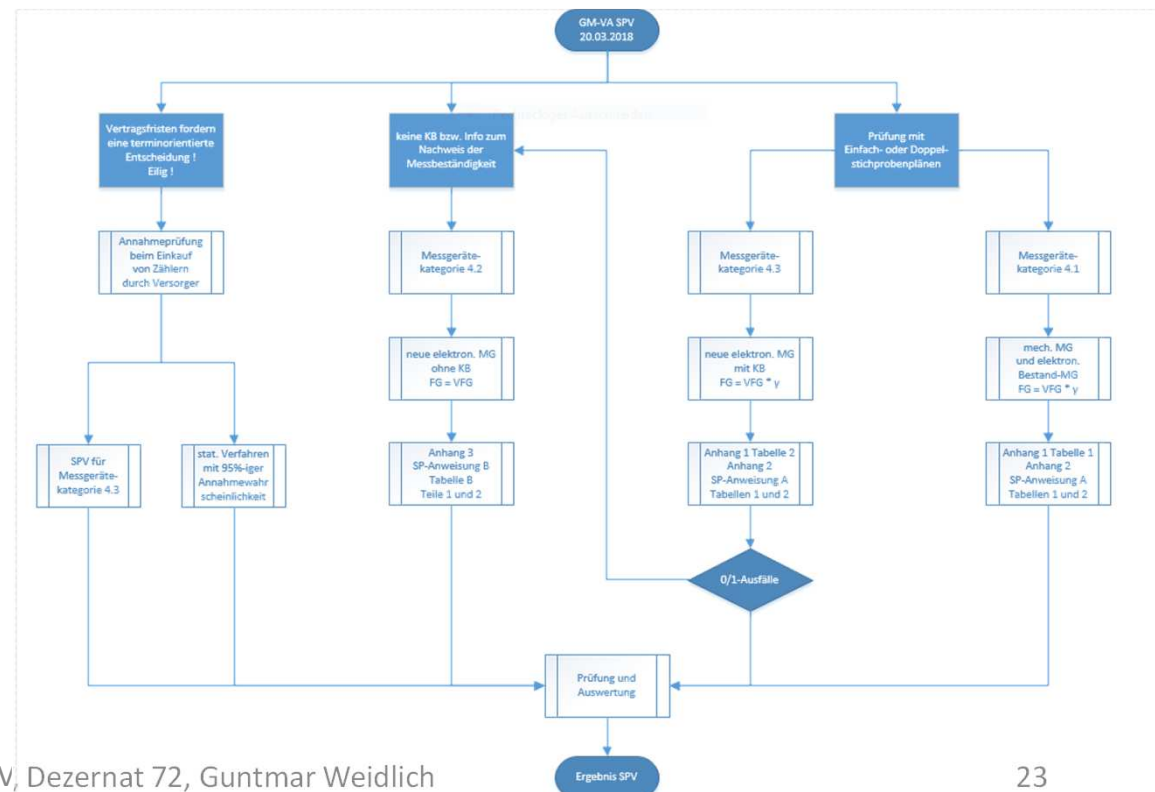 GM-VA SPV
20.03.2018
Vertragsfristen fordern
eine terminorientierte
Entscheidung !
Eilig !
keine KB bzw. Info zum
Nachweis der
Messbeständigkeit
Prüfung mit
Einfach- oder Doppel-
stichprobenplänen
Annahmeprüfung
beim Einkauf
von Zählern
durch Versorger
Messgeräte-
kategorie 4.2
Messgeräte-
kategorie 4.3
Messgeräte-
kategorie 4.1
neue elektron. MG
ohne KB
FG = VFG
neue elektron. MG
mit KB
FG = VFG * γ
mech. MG
und elektron.
Bestand-MG
FG = VFG * γ
SPV für
Messgeräte-
kategorie 4.3
stat. Verfahren
mit 95%-iger
Annahmewahr
scheinlichkeit
Anhang 3
SP-Anweisung B
Tabelle B
Teile 1 und 2
Anhang 1 Tabelle 2
Anhang 2
SP-Anweisung A
Tabellen 1 und 2
Anhang 1 Tabelle 1
Anhang 2
SP-Anweisung A
Tabellen 1 und 2
0/1-Ausfälle
Prüfung und
Auswertung
Ergebnis SPV
, Dezernat 72, Guntmar Weidlich
23